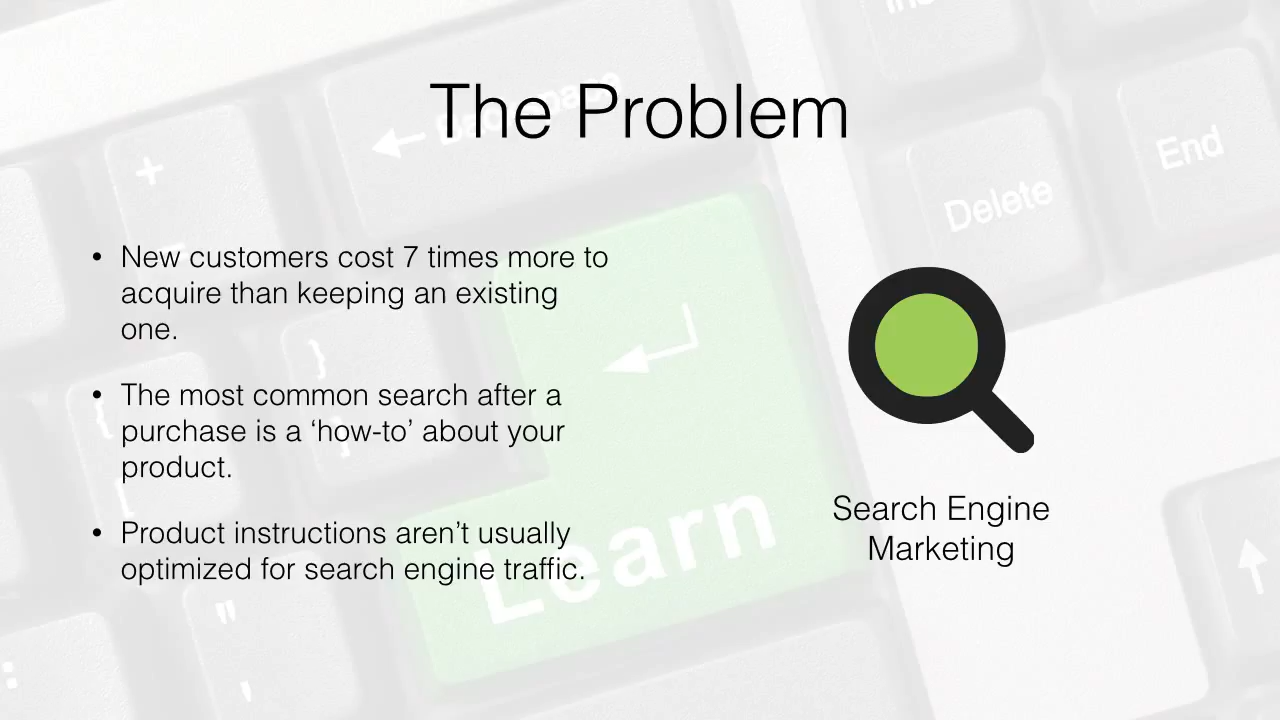 The Problem
• New customers cost 7 times more to
acquire than keeping an existing
one.
• The most common search after a
purchase is a ‘how-to’ about your
product.
• Product instructions aren’t usually
optimized for search engine traffic.
Search Engine
Marketing
Backspace
+
Delete
End
}
]
{
[
Learn
"
'
: